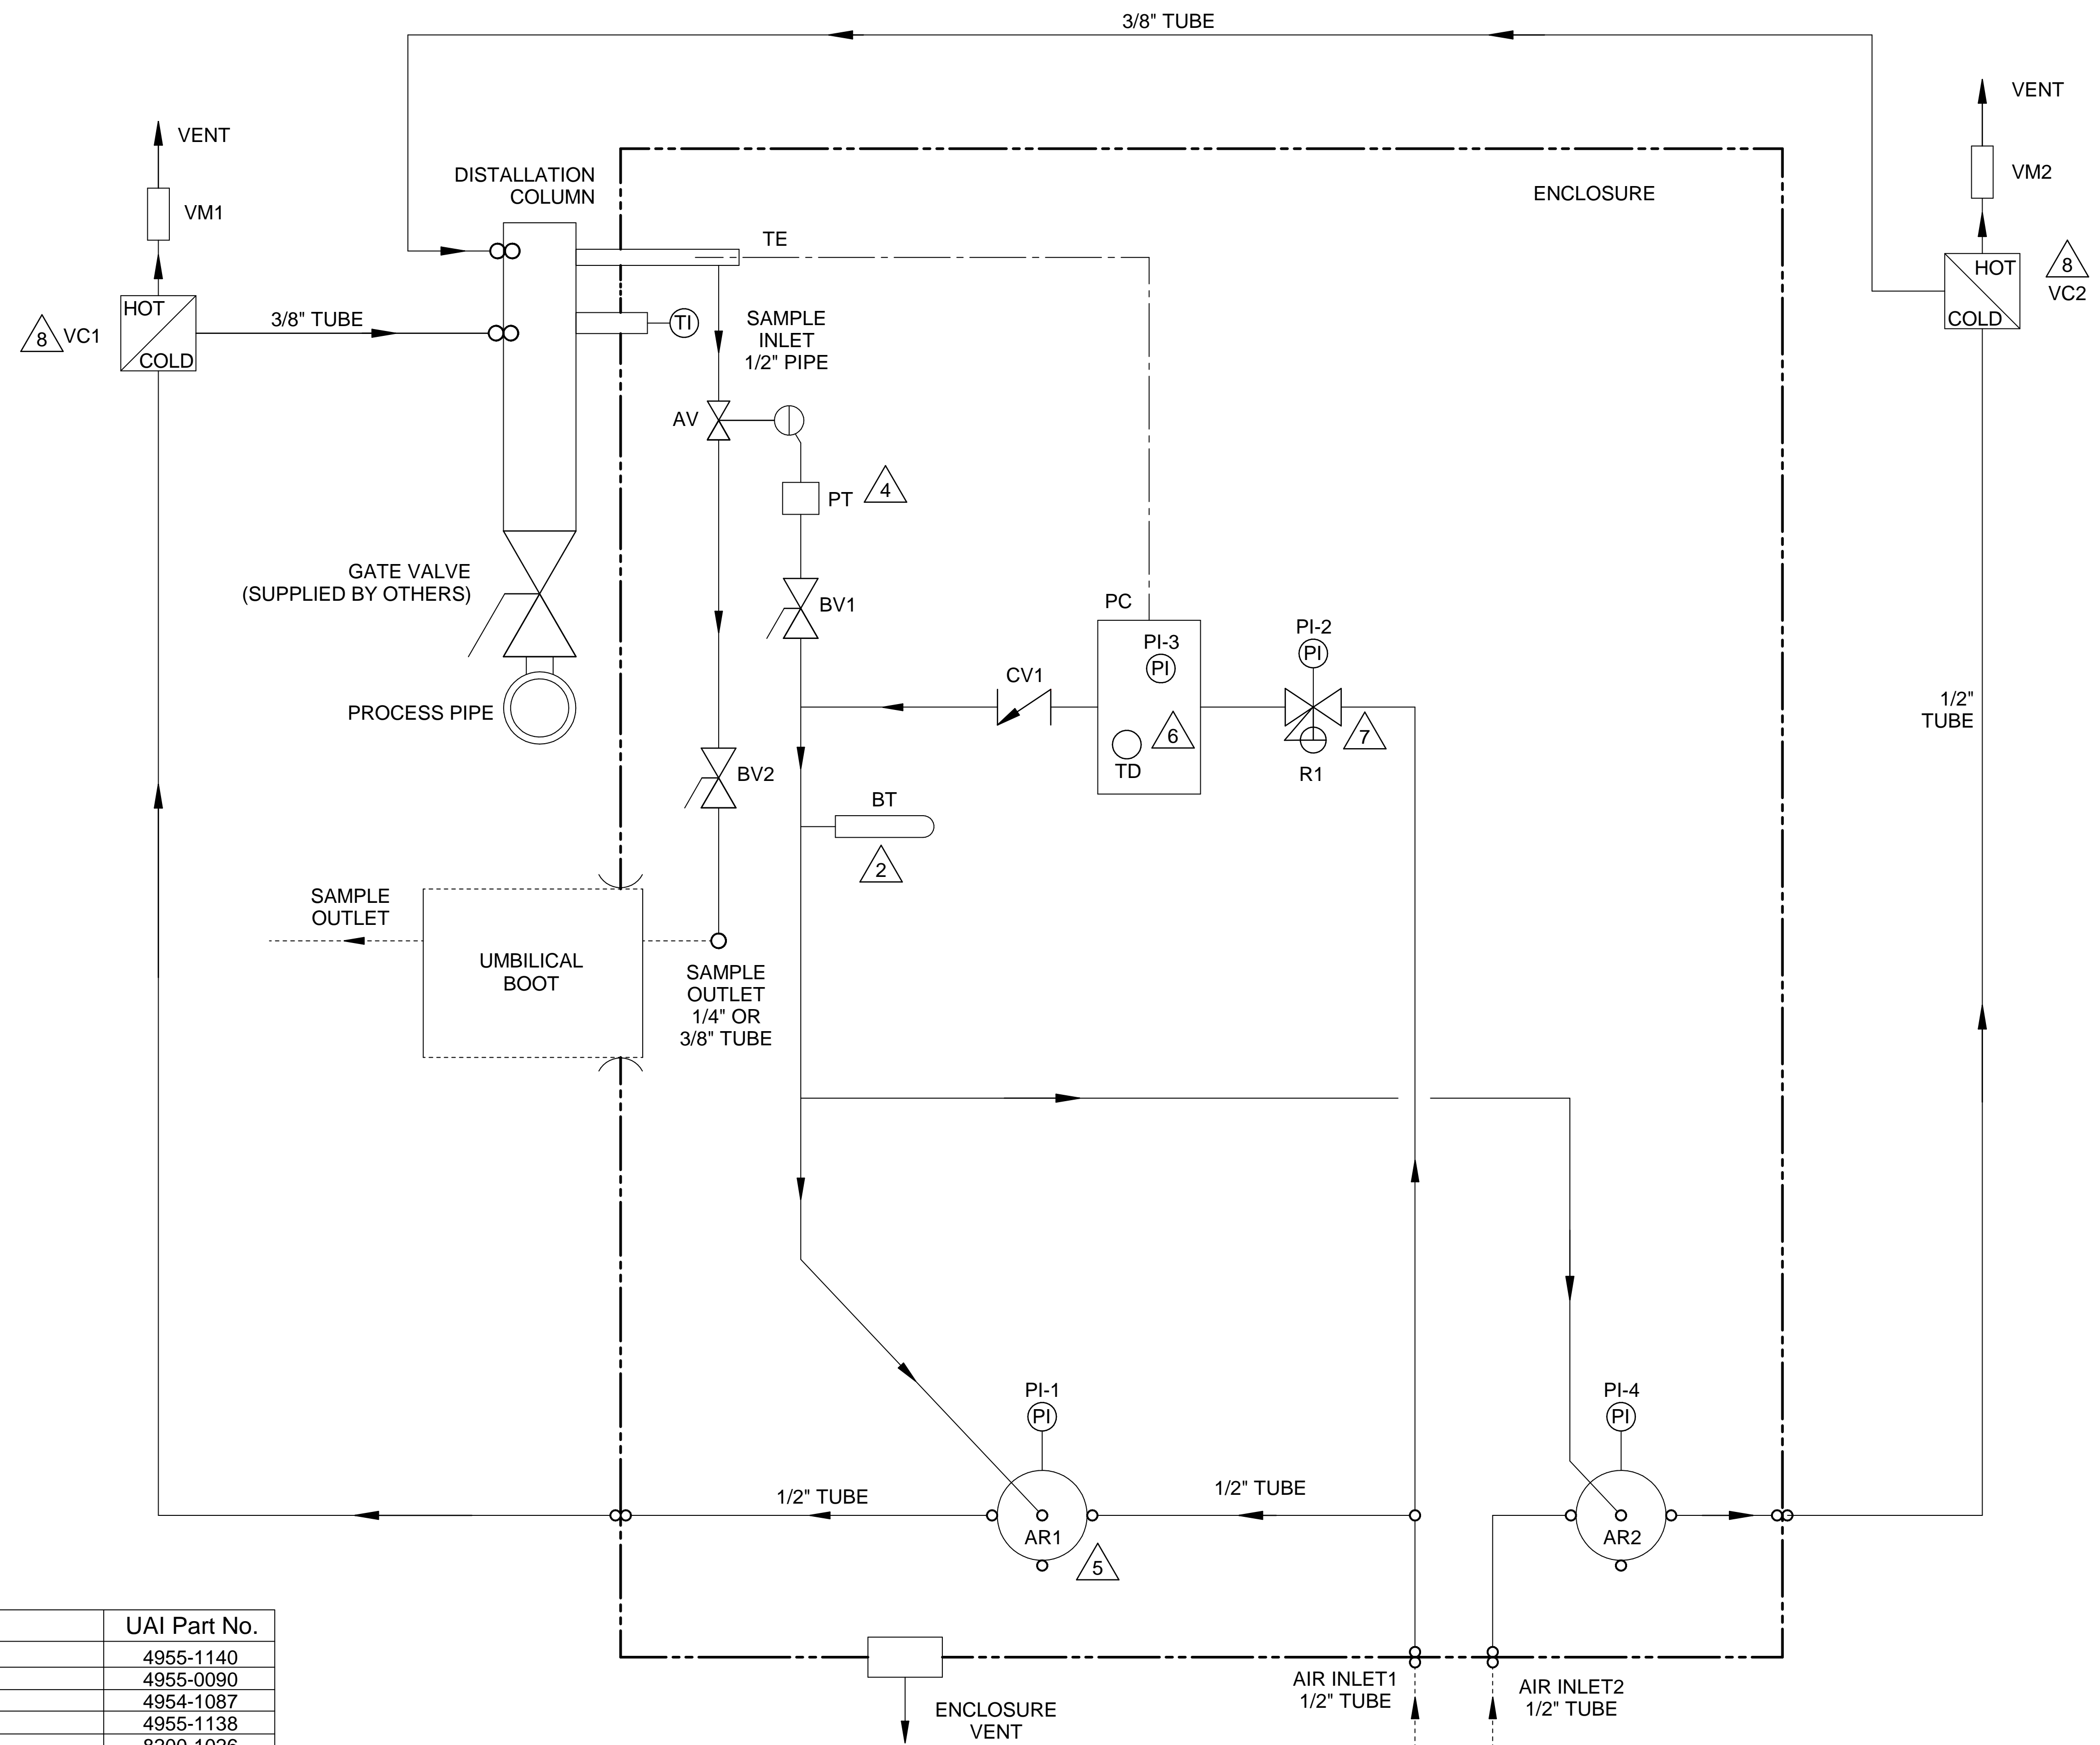 3/8" TUBE
VENT
VM1
HOT
COLD
8
VC1
3/8" TUBE
DISTALLATION
COLUMN
ENCLOSURE
VENT
VM2
HOT
COLD
8
VC2
TE
TI
SAMPLE
INLET
1/2" PIPE
AV
PT
4
GATE VALVE
(SUPPLIED BY OTHERS)
BV1
PROCESS PIPE
PC
PI-3
PI
6
TD
CV1
PI-2
PI
7
R1
1/2"
TUBE
BV2
BT
2
SAMPLE
OUTLET
UMBILICAL
BOOT
SAMPLE
OUTLET
1/4" OR
3/8" TUBE
PI-1
PI
1/2" TUBE
AR1
5
1/2" TUBE
PI-4
PI
AR2
ENCLOSURE
VENT
AIR INLET1
1/2" TUBE
AIR INLET2
1/2" TUBE
UAI Part No.
4955-1140
4955-0090
4954-1087
4955-1138